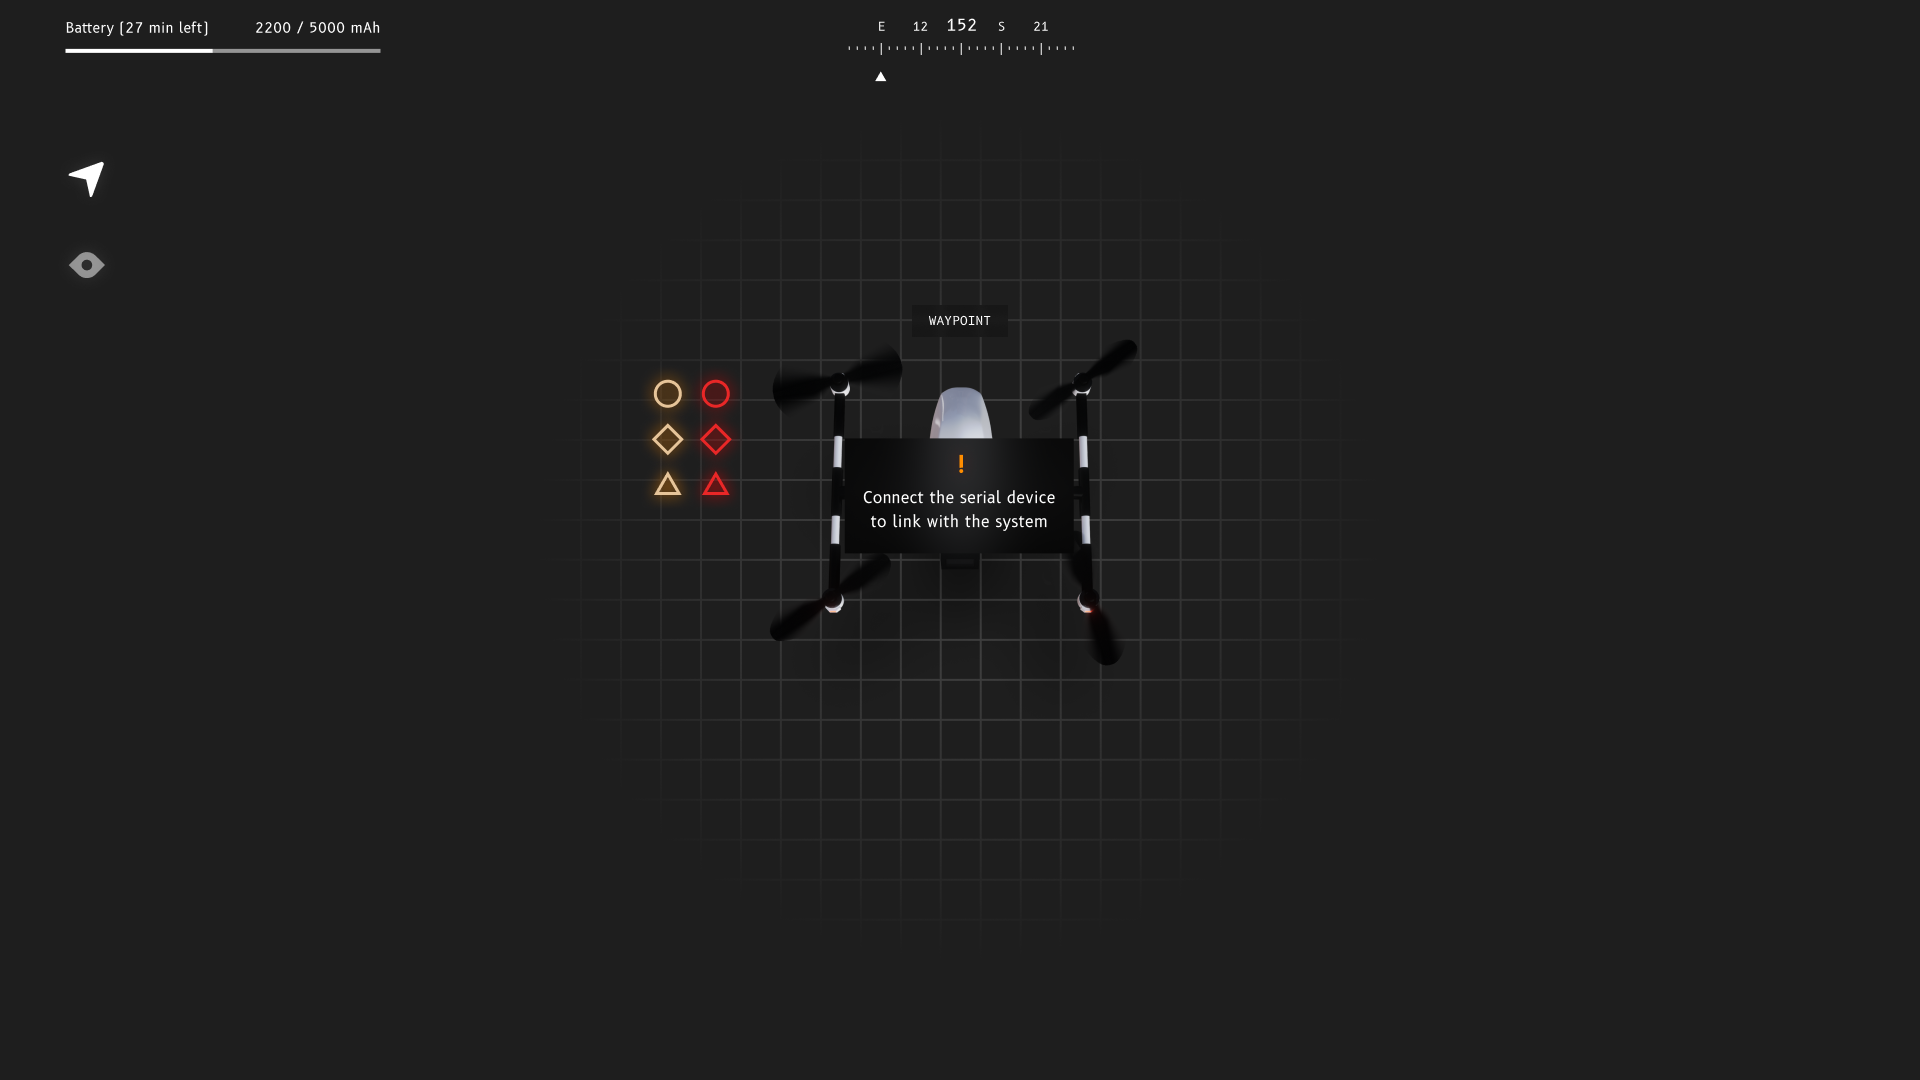 Battery (27 min left) 2200 / 5000 mAh
E 12 152 S 21
WAYPOINT
!
Connect the serial device
to link with the system